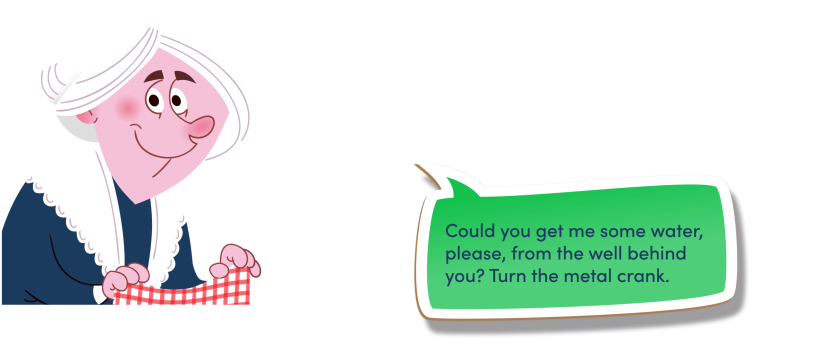 Could you get me some water,
please, from the well behind
you? Turn the metal crank.